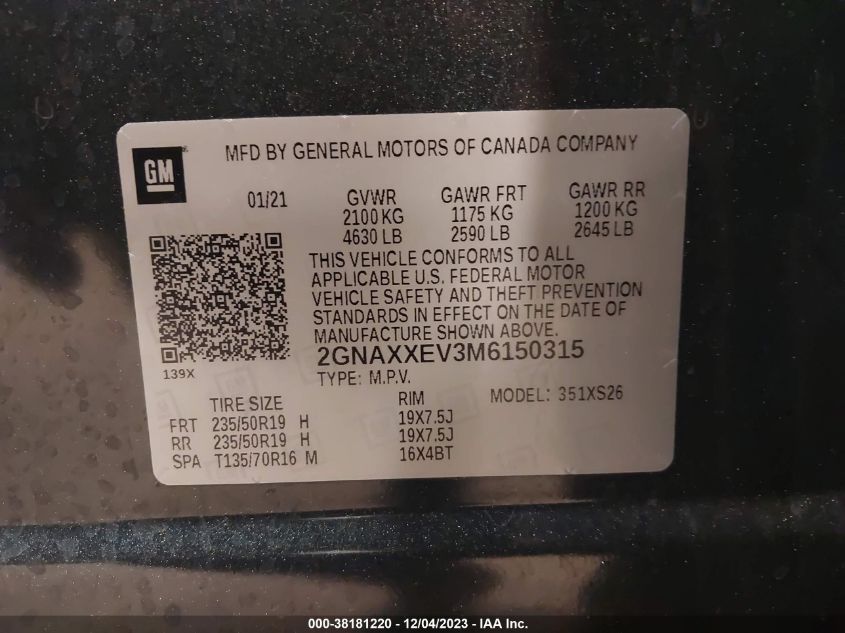 GM
MFD BY GENERAL MOTORS OF CANADA COMPANY
01/21 GVWR GAWR FRT GAWR RR
2100 KG 1175 KG 1200 KG
4630 LB 2590 LB 2645 LB
THIS VEHICLE CONFORMS TO ALL
APPLICABLE U.S. FEDERAL MOTOR
VEHICLE SAFETY AND THEFT PREVENTION
STANDARDS IN EFFECT ON THE DATE OF
MANUFACTURE SHOWN ABOVE.
139X
2GNAXXEV3M6150315
TYPE: M.P.V.
MODEL: 351XS26
TIRE SIZE RIM
FRT 235/50R19 H 19X7.5J
RR 235/50R19 H 19X7.5J
SPA T135/70R16 M 16X4BT
000-38181220 - 12/04/2023 - IAA Inc.